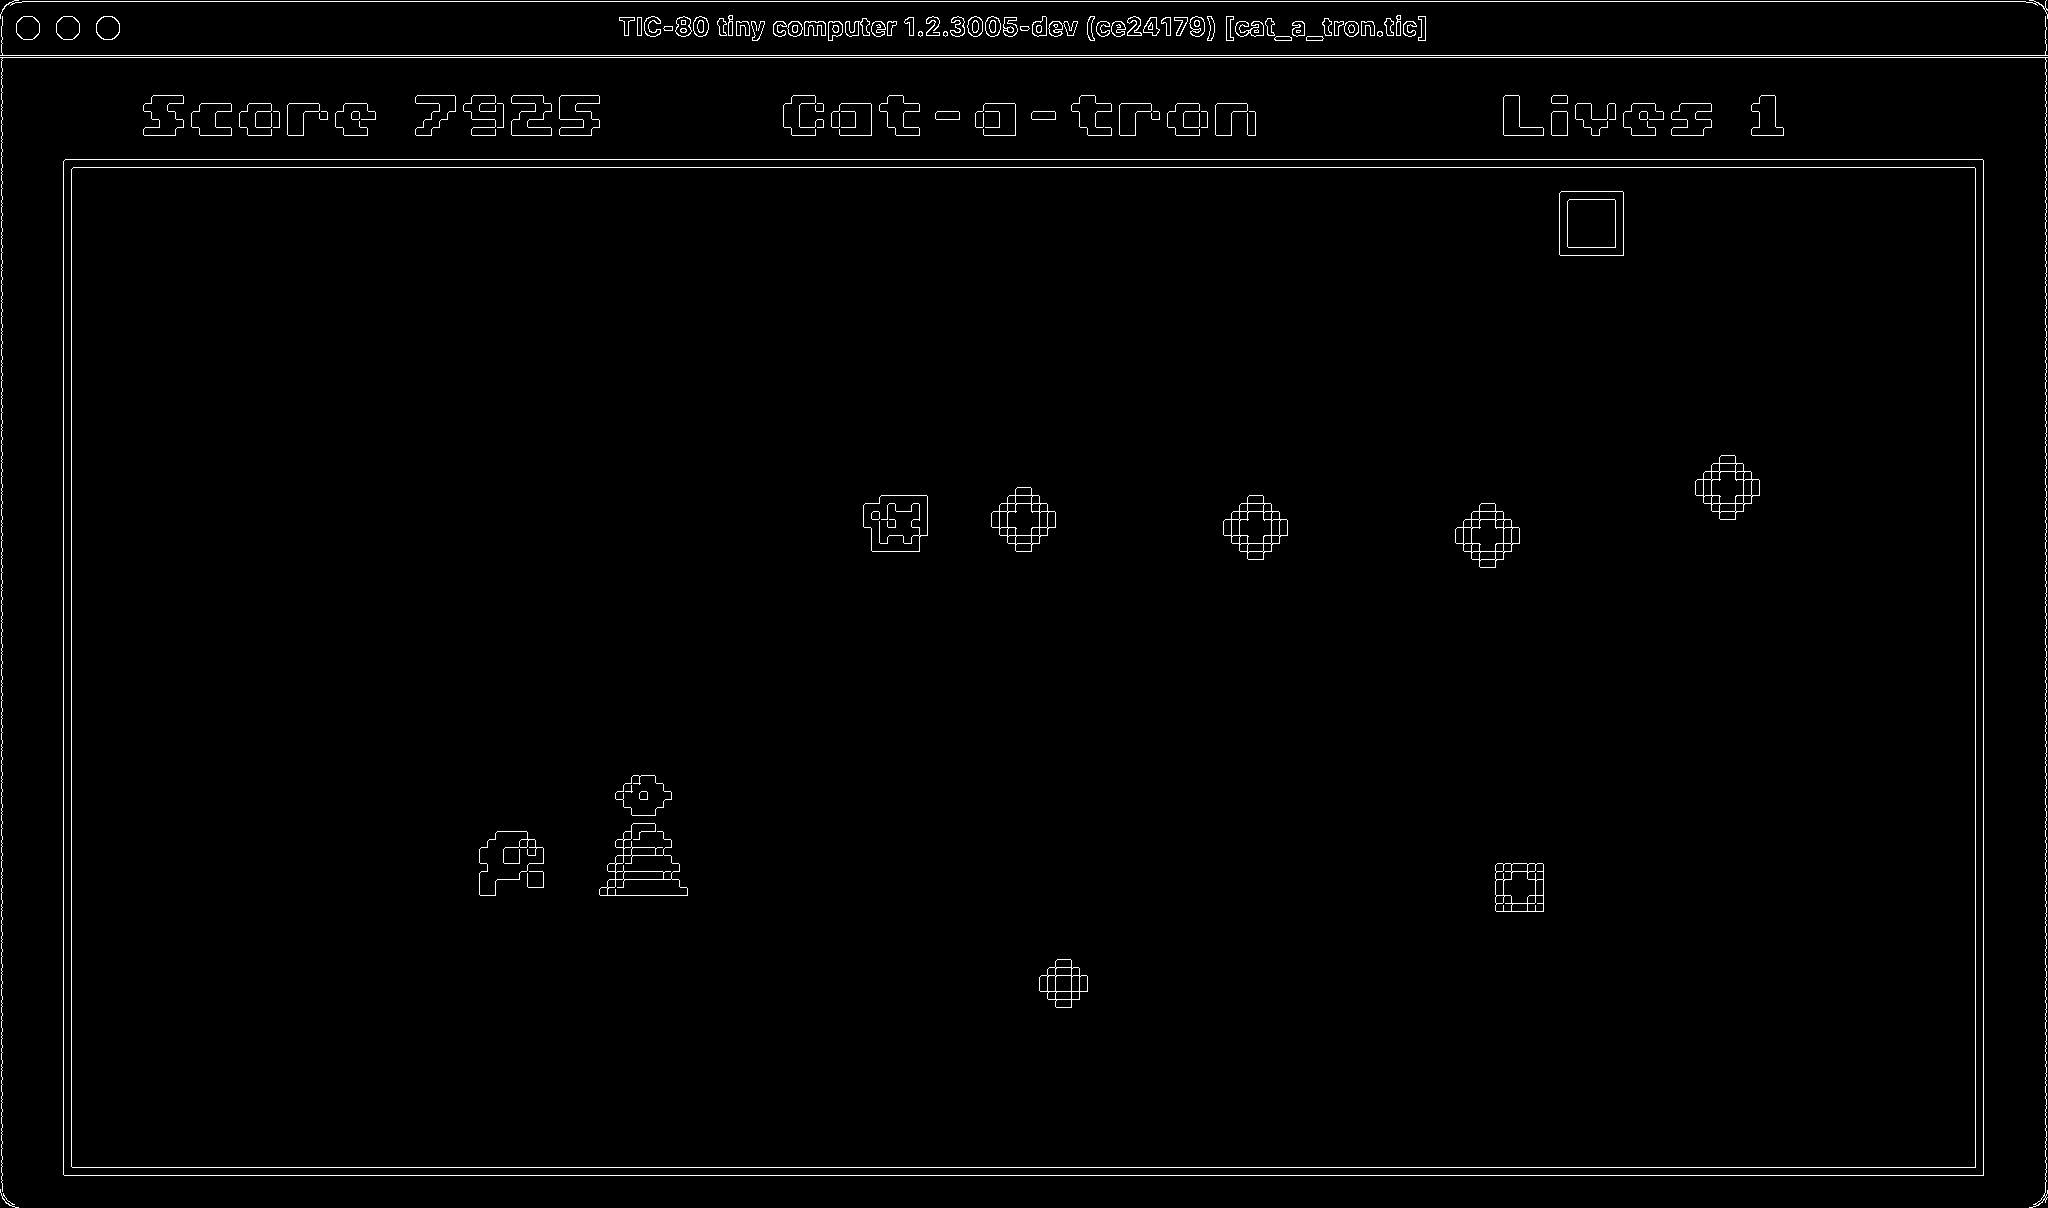 TIC-80 tiny computer 1.2.3005-dev (ce24179) [cat_a_tron.tic]
Score 7925 Cat-a-tron Lives 1